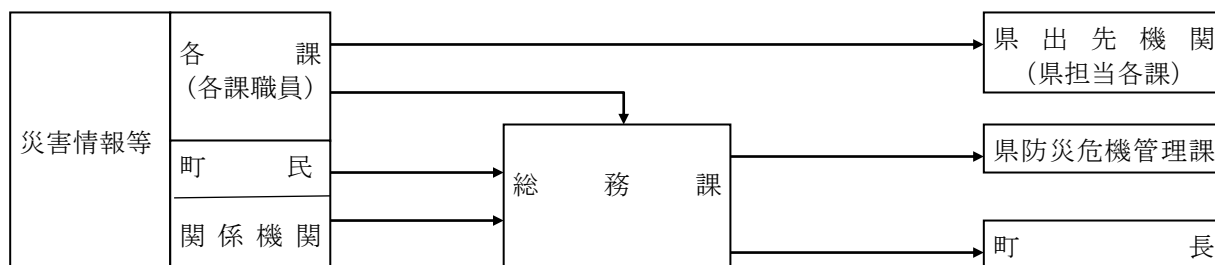 災害情報等
各課
（各課職員）
町民
関係機関
総務課
県出先機関
（県担当各課）
県防災危機管理課
町長